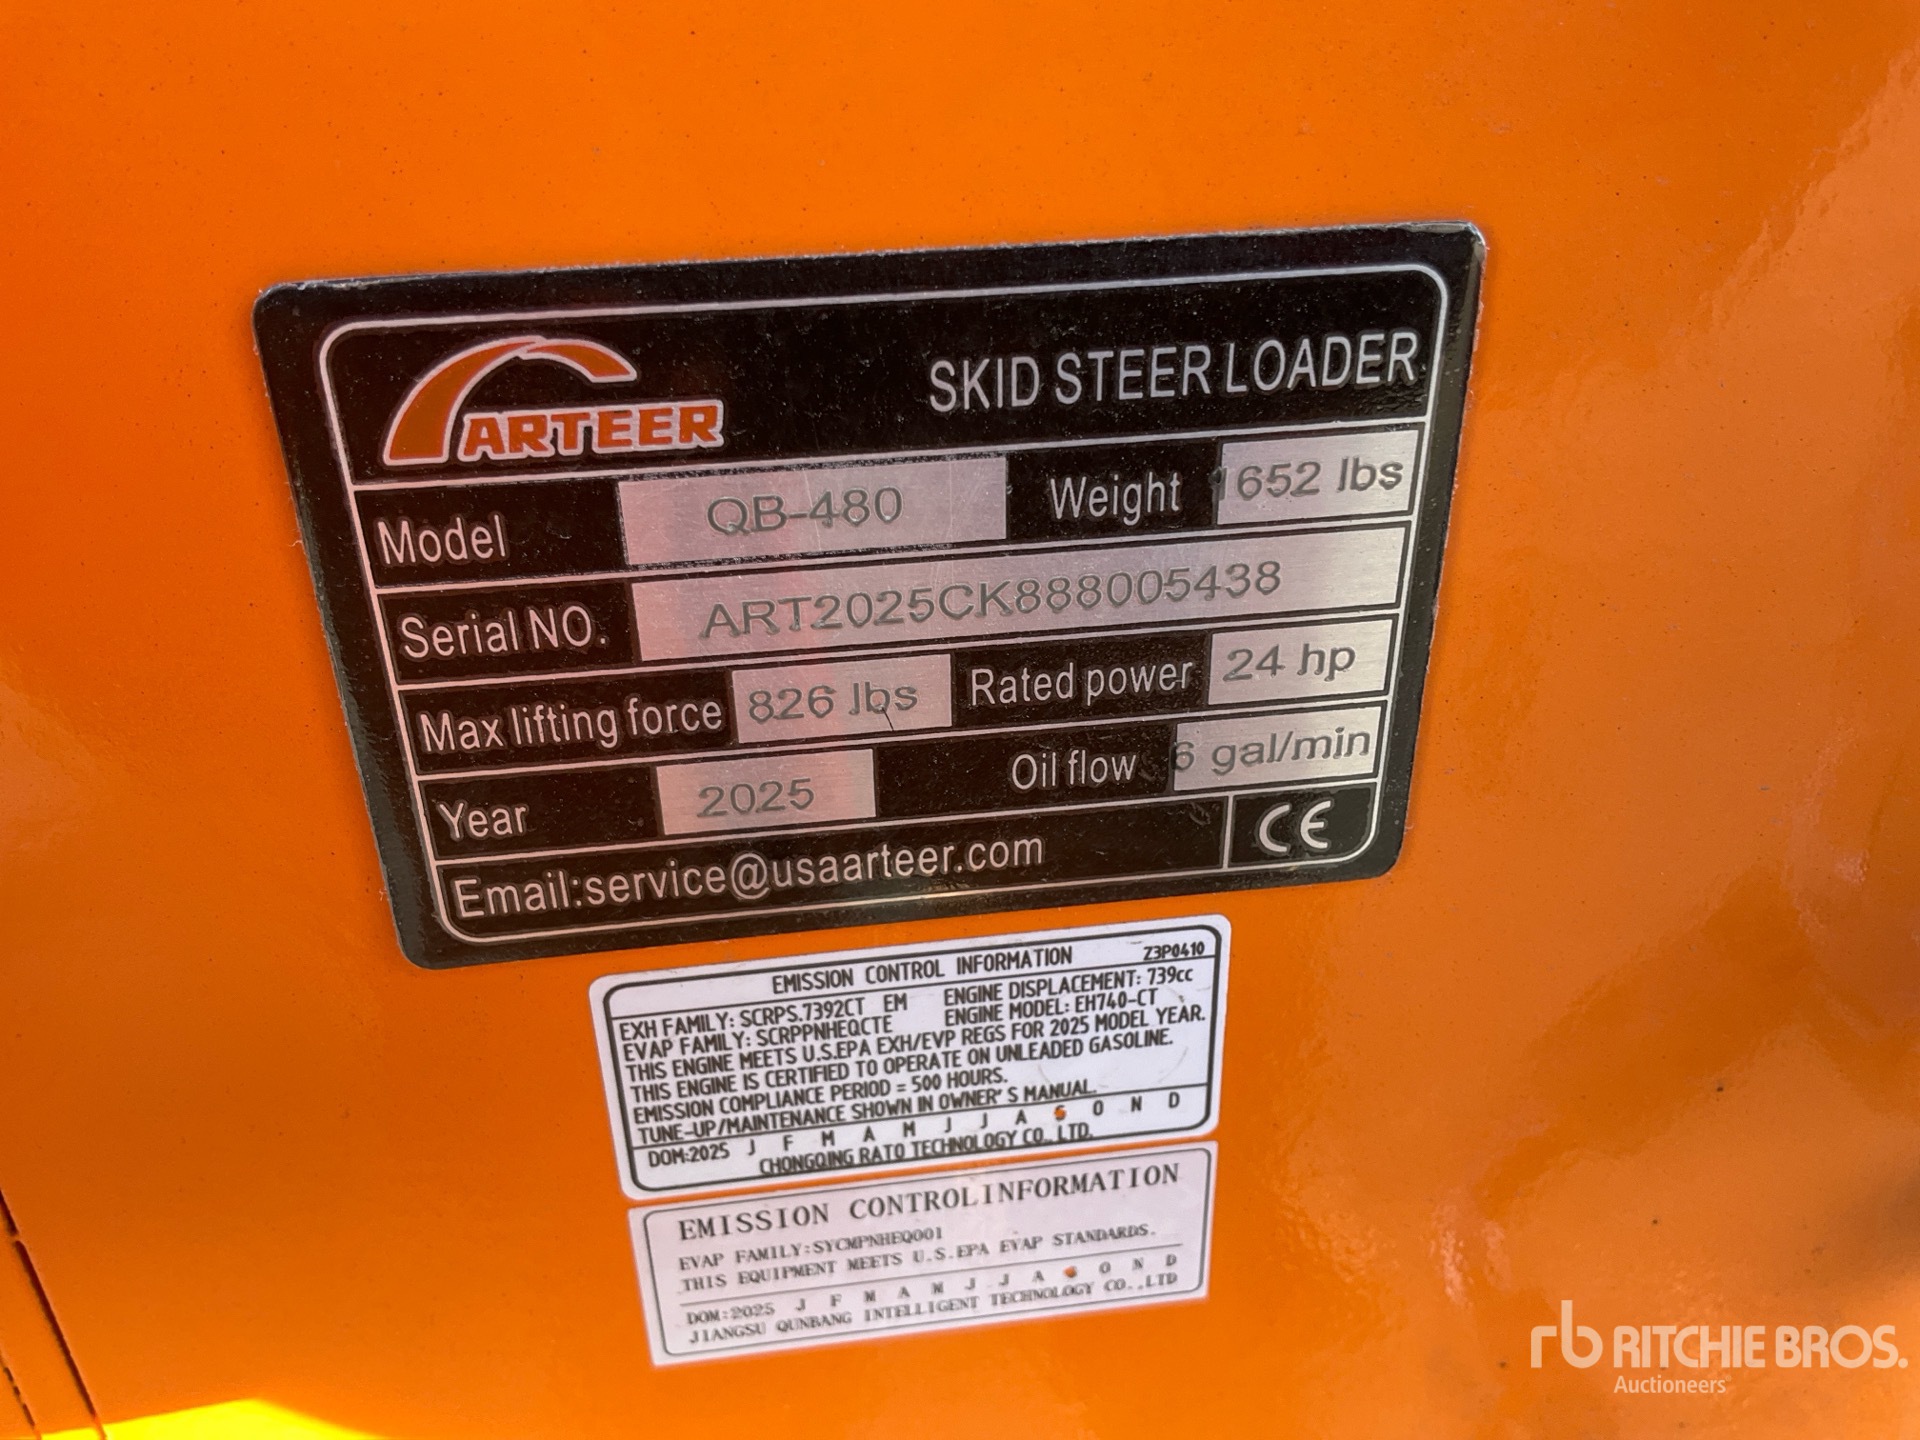 ARTEER
SKID STEER LOADER
Model QB-480 Weight 1652 lbs
Serial NO. ART2025CK888005438
Max lifting force 826 lbs Rated power 24 hp
Year 2025 Oil flow 6 gal/min
Email:service@usaarteer.com CE
EMISSION CONTROL INFORMATION Z3P0410
EXH FAMILY: SCRPS.7392CT EM ENGINE DISPLACEMENT: 739cc
EVAP FAMILY: SCRPPNHEQCTE ENGINE MODEL: EH740-CT
THIS ENGINE MEETS U.S.EPA EXH/EVP REGS FOR 2025 MODEL YEAR.
THIS ENGINE IS CERTIFIED TO OPERATE ON UNLEADED GASOLINE.
EMISSION COMPLIANCE PERIOD = 500 HOURS.
TUNE-UP/MAINTENANCE SHOWN IN OWNER'S MANUAL.
DOM:2025 J F M A M J J A S O N D
CHONGQING RATO TECHNOLOGY CO., LTD.
EMISSION CONTROLINFORMATION
EVAP FAMILY:SYCMPNHEQ001
THIS EQUIPMENT MEETS U.S.EPA EVAP STANDARDS.
DOM:2025 J F M A M J J A O N D
JIANGSU QUNBANG INTELLIGENT TECHNOLOGY CO.,LTD
rb RITCHIE BROS.
Auctioneers